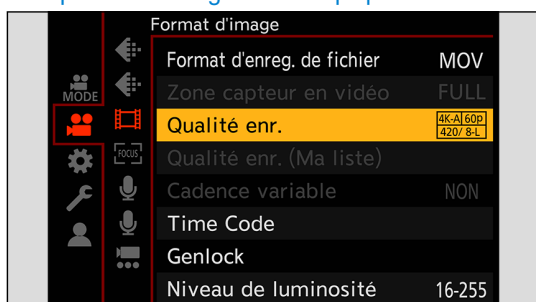 Format d'image
Format d'enreg. de fichier MOV
Zone capteur en vidéo FULL
Qualité enr. 4K-A 60p
420/ 8-L
Qualité enr. (Ma liste)
Cadence variable NON
Time Code
Genlock
Niveau de luminosité 16-255
MODE
FOCUS